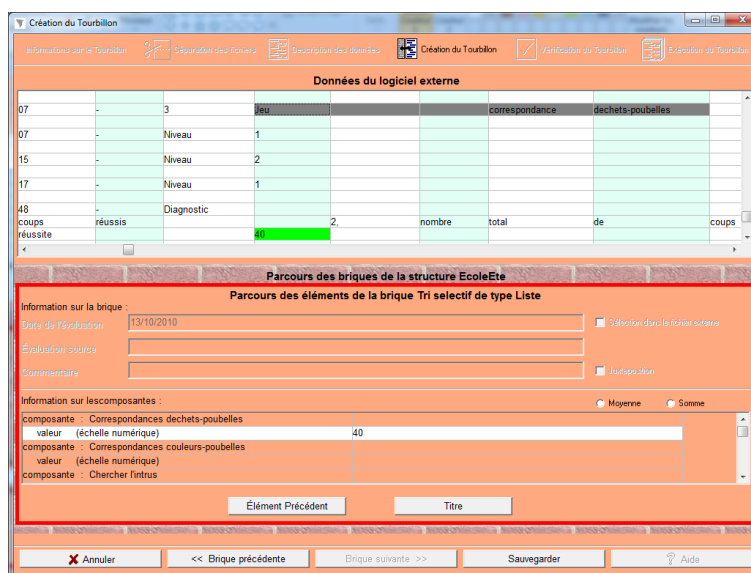 Création du Tourbillon
Informations sur le Tourbillon Séparation des fichiers Description des données Création du Tourbillon Vérification du Tourbillon Exécution du Tourbillon
Données du logiciel externe
07 - 3 Jeu correspondance dechets-poubelles
07 - Niveau 1
15 - Niveau 2
17 - Niveau 1
48 - Diagnostic
coups réussis 2, nombre total de coups
réussite 40
Parcours des briques de la structure EcoleEte
Parcours des éléments de la brique Tri selectif de type Liste
Information sur la brique :
Date de l'évaluation 13/10/2010 Sélection dans le fichier externe
Évaluation source
Commentaire Juxtaposition
Information sur lescomposantes : Moyenne Somme
composante : Correspondances dechets-poubelles
valeur (échelle numérique) 40
composante : Correspondances couleurs-poubelles
valeur (échelle numérique)
composante : Chercher l'intrus
Élément Précédent Titre
Annuler << Brique précédente Brique suivante >> Sauvegarder Aide